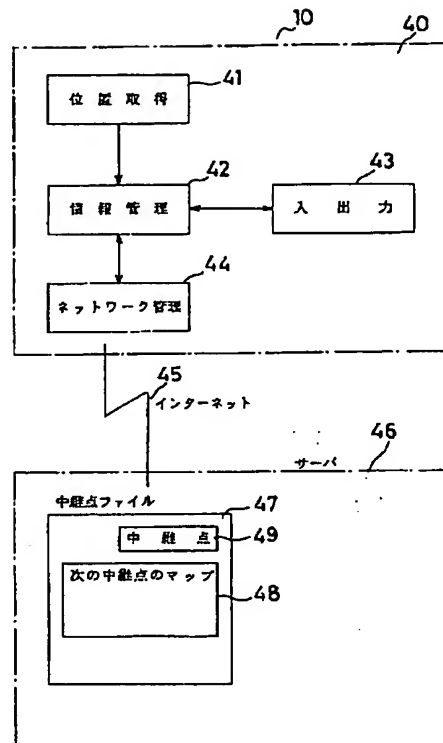 10
40
41
位置取得
42
43
情報管理
入出力
44
ネットワーク管理
45
インターネット
サーバ
46
中継点ファイル
47
中継点
49
次の中継点のマップ
48